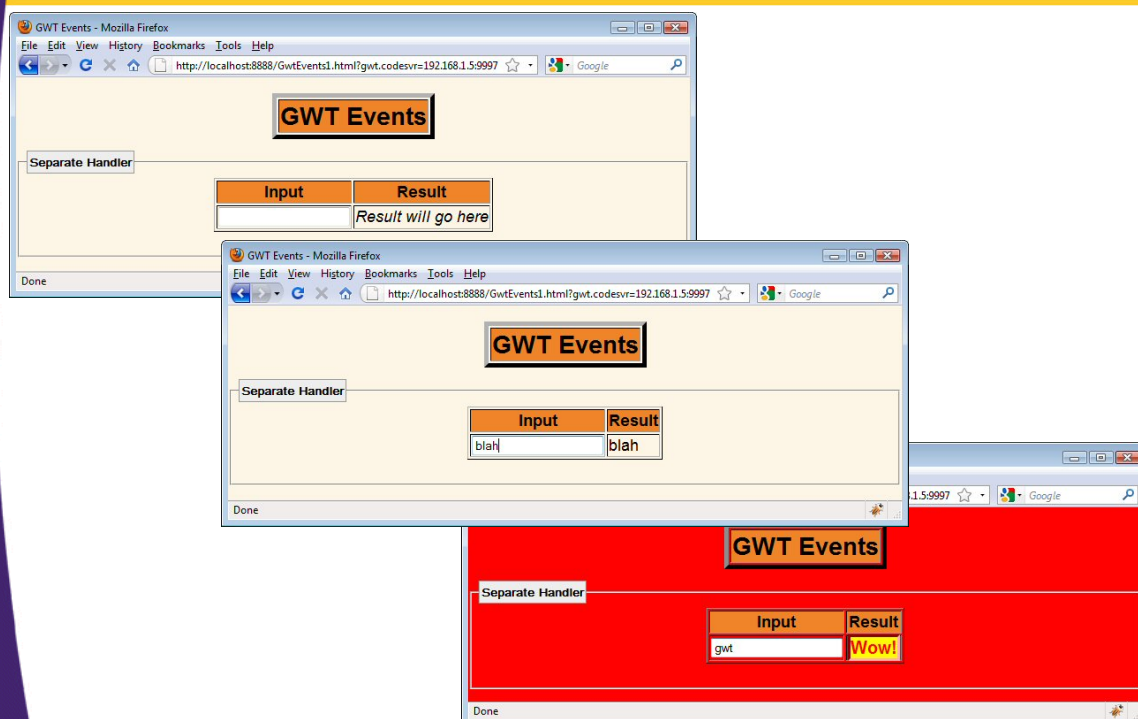 GWT Events - Mozilla Firefox
File Edit View History Bookmarks Tools Help
http://localhost:8888/GwtEvents1.html?gwt.codesvr=192.168.1.5:9997 Google
GWT Events
Separate Handler
Input Result
Result will go here
Done
GWT Events - Mozilla Firefox
File Edit View History Bookmarks Tools Help
http://localhost:8888/GwtEvents1.html?gwt.codesvr=192.168.1.5:9997 Google
GWT Events
Separate Handler
Input Result
blah blah
Done
.1.5:9997 Google
GWT Events
Separate Handler
Input Result
gwt Wow!
Done